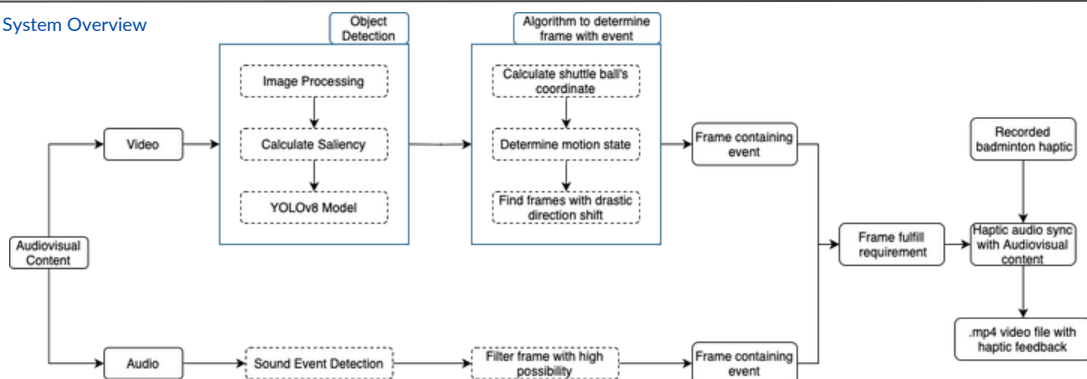 System Overview
Object
Detection
Algorithm to determine
frame with event
Image Processing
Calculate Saliency
YOLOv8 Model
Calculate shuttle ball's
coordinate
Determine motion state
Find frames with drastic
direction shift
Video
Frame containing
event
Recorded
badminton haptic
Audiovisual
Content
Frame fulfill
requirement
Haptic audio sync
with Audiovisual
content
.mp4 video file with
haptic feedback
Audio
Sound Event Detection
Filter frame with high
possibility
Frame containing
event